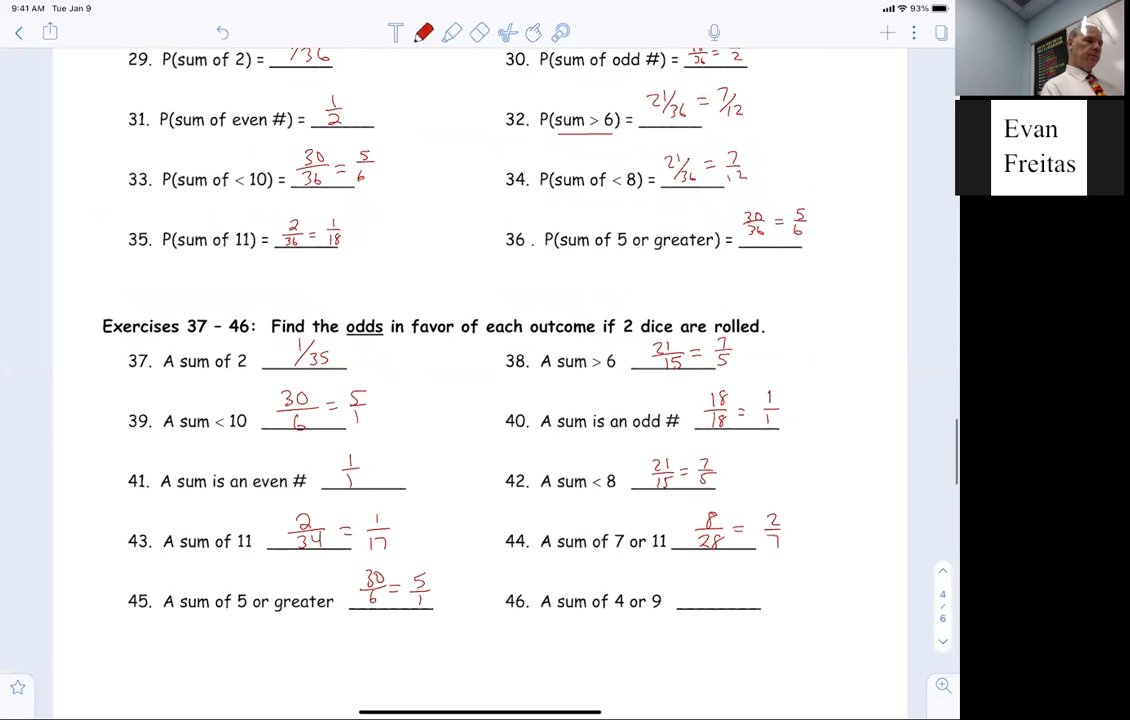 9:41 AM Tue Jan 9
93%
29. P(sum of 2) = 1/36
30. P(sum of odd #) = 18/36 = 1/2
31. P(sum of even #) = 1/2
32. P(sum > 6) = 21/36 = 7/12
33. P(sum of < 10) = 30/36 = 5/6
34. P(sum of < 8) = 21/36 = 7/12
35. P(sum of 11) = 2/36 = 1/18
36 . P(sum of 5 or greater) = 30/36 = 5/6
Exercises 37 - 46: Find the odds in favor of each outcome if 2 dice are rolled.
37. A sum of 2 1/35
38. A sum > 6 21/15 = 7/5
39. A sum < 10 30/6 = 5/1
40. A sum is an odd # 18/18 = 1/1
41. A sum is an even # 1/1
42. A sum < 8 21/15 = 7/5
43. A sum of 11 2/34 = 1/17
44. A sum of 7 or 11 8/28 = 2/7
45. A sum of 5 or greater 30/6 = 5/1
46. A sum of 4 or 9
4
/
6
Evan
Freitas